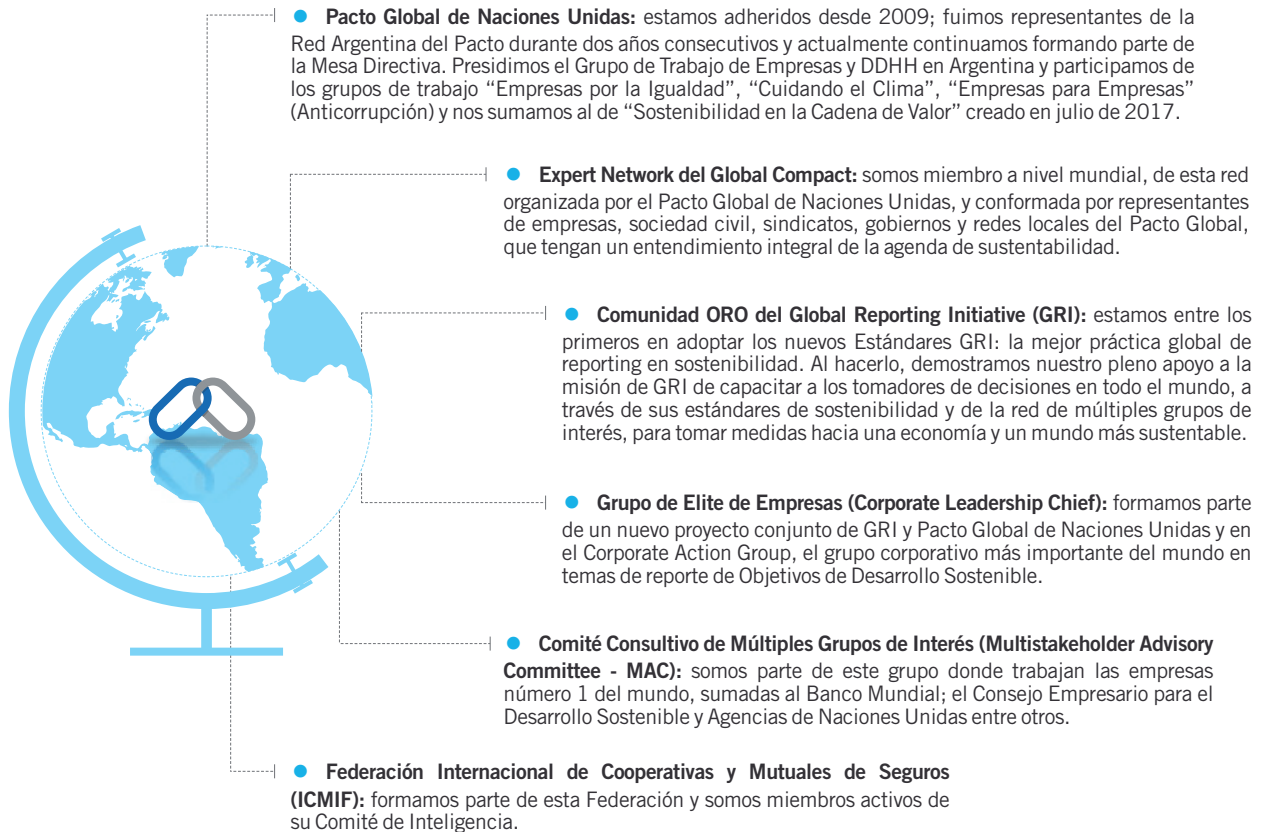 ● Pacto Global de Naciones Unidas: estamos adheridos desde 2009; fuimos representantes de la
Red Argentina del Pacto durante dos años consecutivos y actualmente continuamos formando parte de
la Mesa Directiva. Presidimos el Grupo de Trabajo de Empresas y DDHH en Argentina y participamos de
los grupos de trabajo “Empresas por la Igualdad”, “Cuidando el Clima”, “Empresas para Empresas”
(Anticorrupción) y nos sumamos al de “Sostenibilidad en la Cadena de Valor” creado en julio de 2017.
● Expert Network del Global Compact: somos miembro a nivel mundial, de esta red
organizada por el Pacto Global de Naciones Unidas, y conformada por representantes
de empresas, sociedad civil, sindicatos, gobiernos y redes locales del Pacto Global,
que tengan un entendimiento integral de la agenda de sustentabilidad.
● Comunidad ORO del Global Reporting Initiative (GRI): estamos entre los
primeros en adoptar los nuevos Estándares GRI: la mejor práctica global de
reporting en sostenibilidad. Al hacerlo, demostramos nuestro pleno apoyo a la
misión de GRI de capacitar a los tomadores de decisiones en todo el mundo, a
través de sus estándares de sostenibilidad y de la red de múltiples grupos de
interés, para tomar medidas hacia una economía y un mundo más sustentable.
● Grupo de Elite de Empresas (Corporate Leadership Chief): formamos parte
de un nuevo proyecto conjunto de GRI y Pacto Global de Naciones Unidas y en
el Corporate Action Group, el grupo corporativo más importante del mundo en
temas de reporte de Objetivos de Desarrollo Sostenible.
● Comité Consultivo de Múltiples Grupos de Interés (Multistakeholder Advisory
Committee - MAC): somos parte de este grupo donde trabajan las empresas
número 1 del mundo, sumadas al Banco Mundial; el Consejo Empresario para el
Desarrollo Sostenible y Agencias de Naciones Unidas entre otros.
● Federación Internacional de Cooperativas y Mutuales de Seguros
(ICMIF): formamos parte de esta Federación y somos miembros activos de
su Comité de Inteligencia.